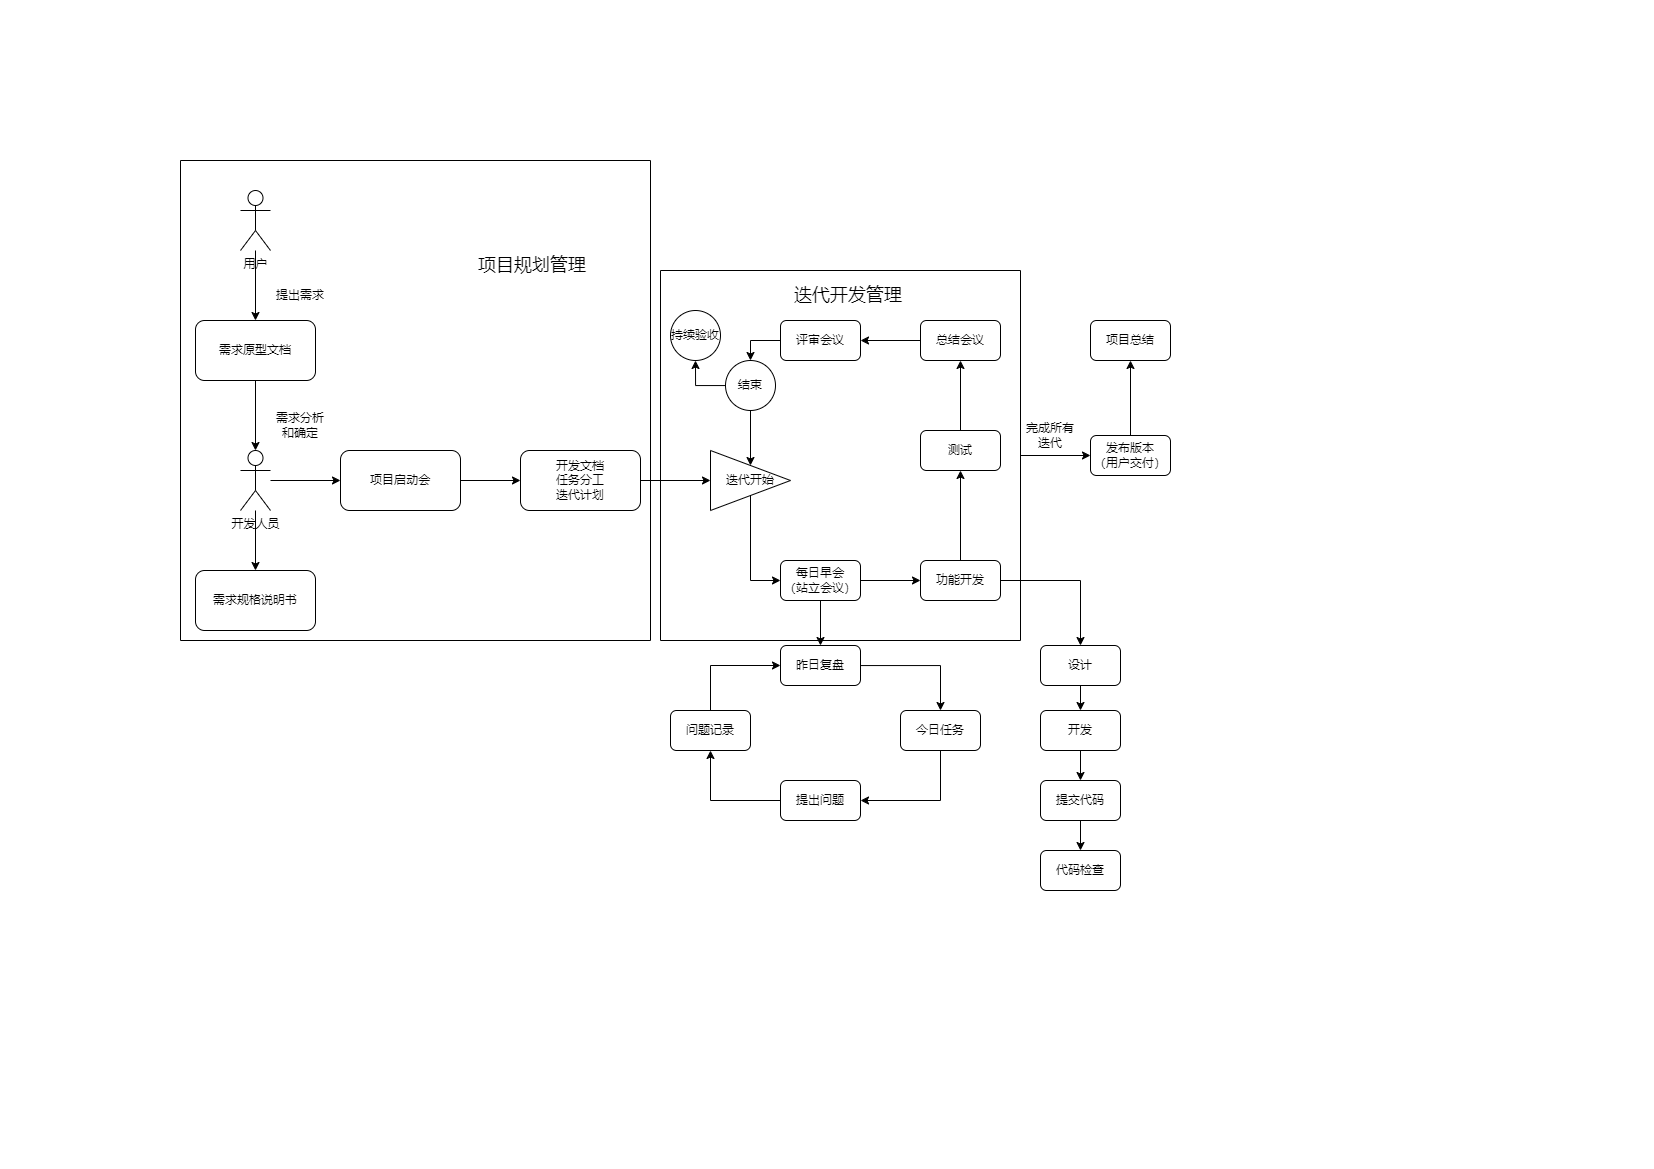 用户
提出需求
需求原型文档
需求分析
和确定
开发人员
需求规格说明书
项目规划管理
项目启动会
开发文档
任务分工
迭代计划
迭代开发管理
持续验收
评审会议
总结会议
结束
测试
迭代开始
每日早会
（站立会议）
功能开发
完成所有
迭代
项目总结
发布版本
（用户交付）
昨日复盘
问题记录
今日任务
提出问题
设计
开发
提交代码
代码检查